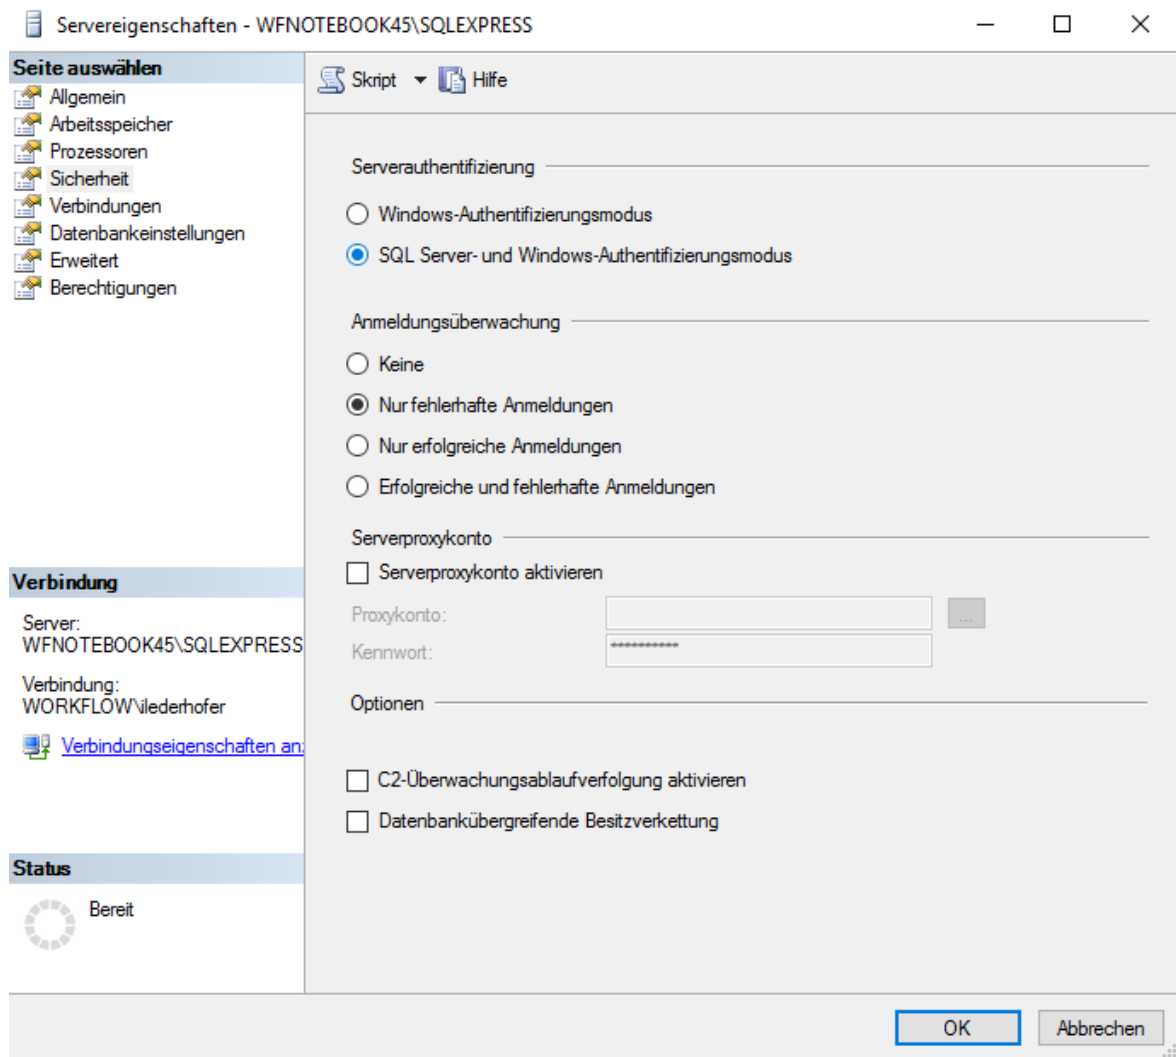 Servereigenschaften - WFNOTEBOOK45\SQLEXPRESS
Seite auswählen
Allgemein
Arbeitsspeicher
Prozessoren
Sicherheit
Verbindungen
Datenbankeinstellungen
Erweitert
Berechtigungen
Verbindung
Server:
WFNOTEBOOK45\SQLEXPRESS
Verbindung:
WORKFLOW\ilederhofer
Verbindungseigenschaften an
Status
Bereit
Skript Hilfe
Serverauthentifizierung
Windows-Authentifizierungsmodus
SQL Server- und Windows-Authentifizierungsmodus
Anmeldungsüberwachung
Keine
Nur fehlerhafte Anmeldungen
Nur erfolgreiche Anmeldungen
Erfolgreiche und fehlerhafte Anmeldungen
Serverproxykonto
Serverproxykonto aktivieren
Proxykonto:
...
Kennwort: **********
Optionen
C2-Überwachungsablaufverfolgung aktivieren
Datenbankübergreifende Besitzverkettung
OK Abbrechen